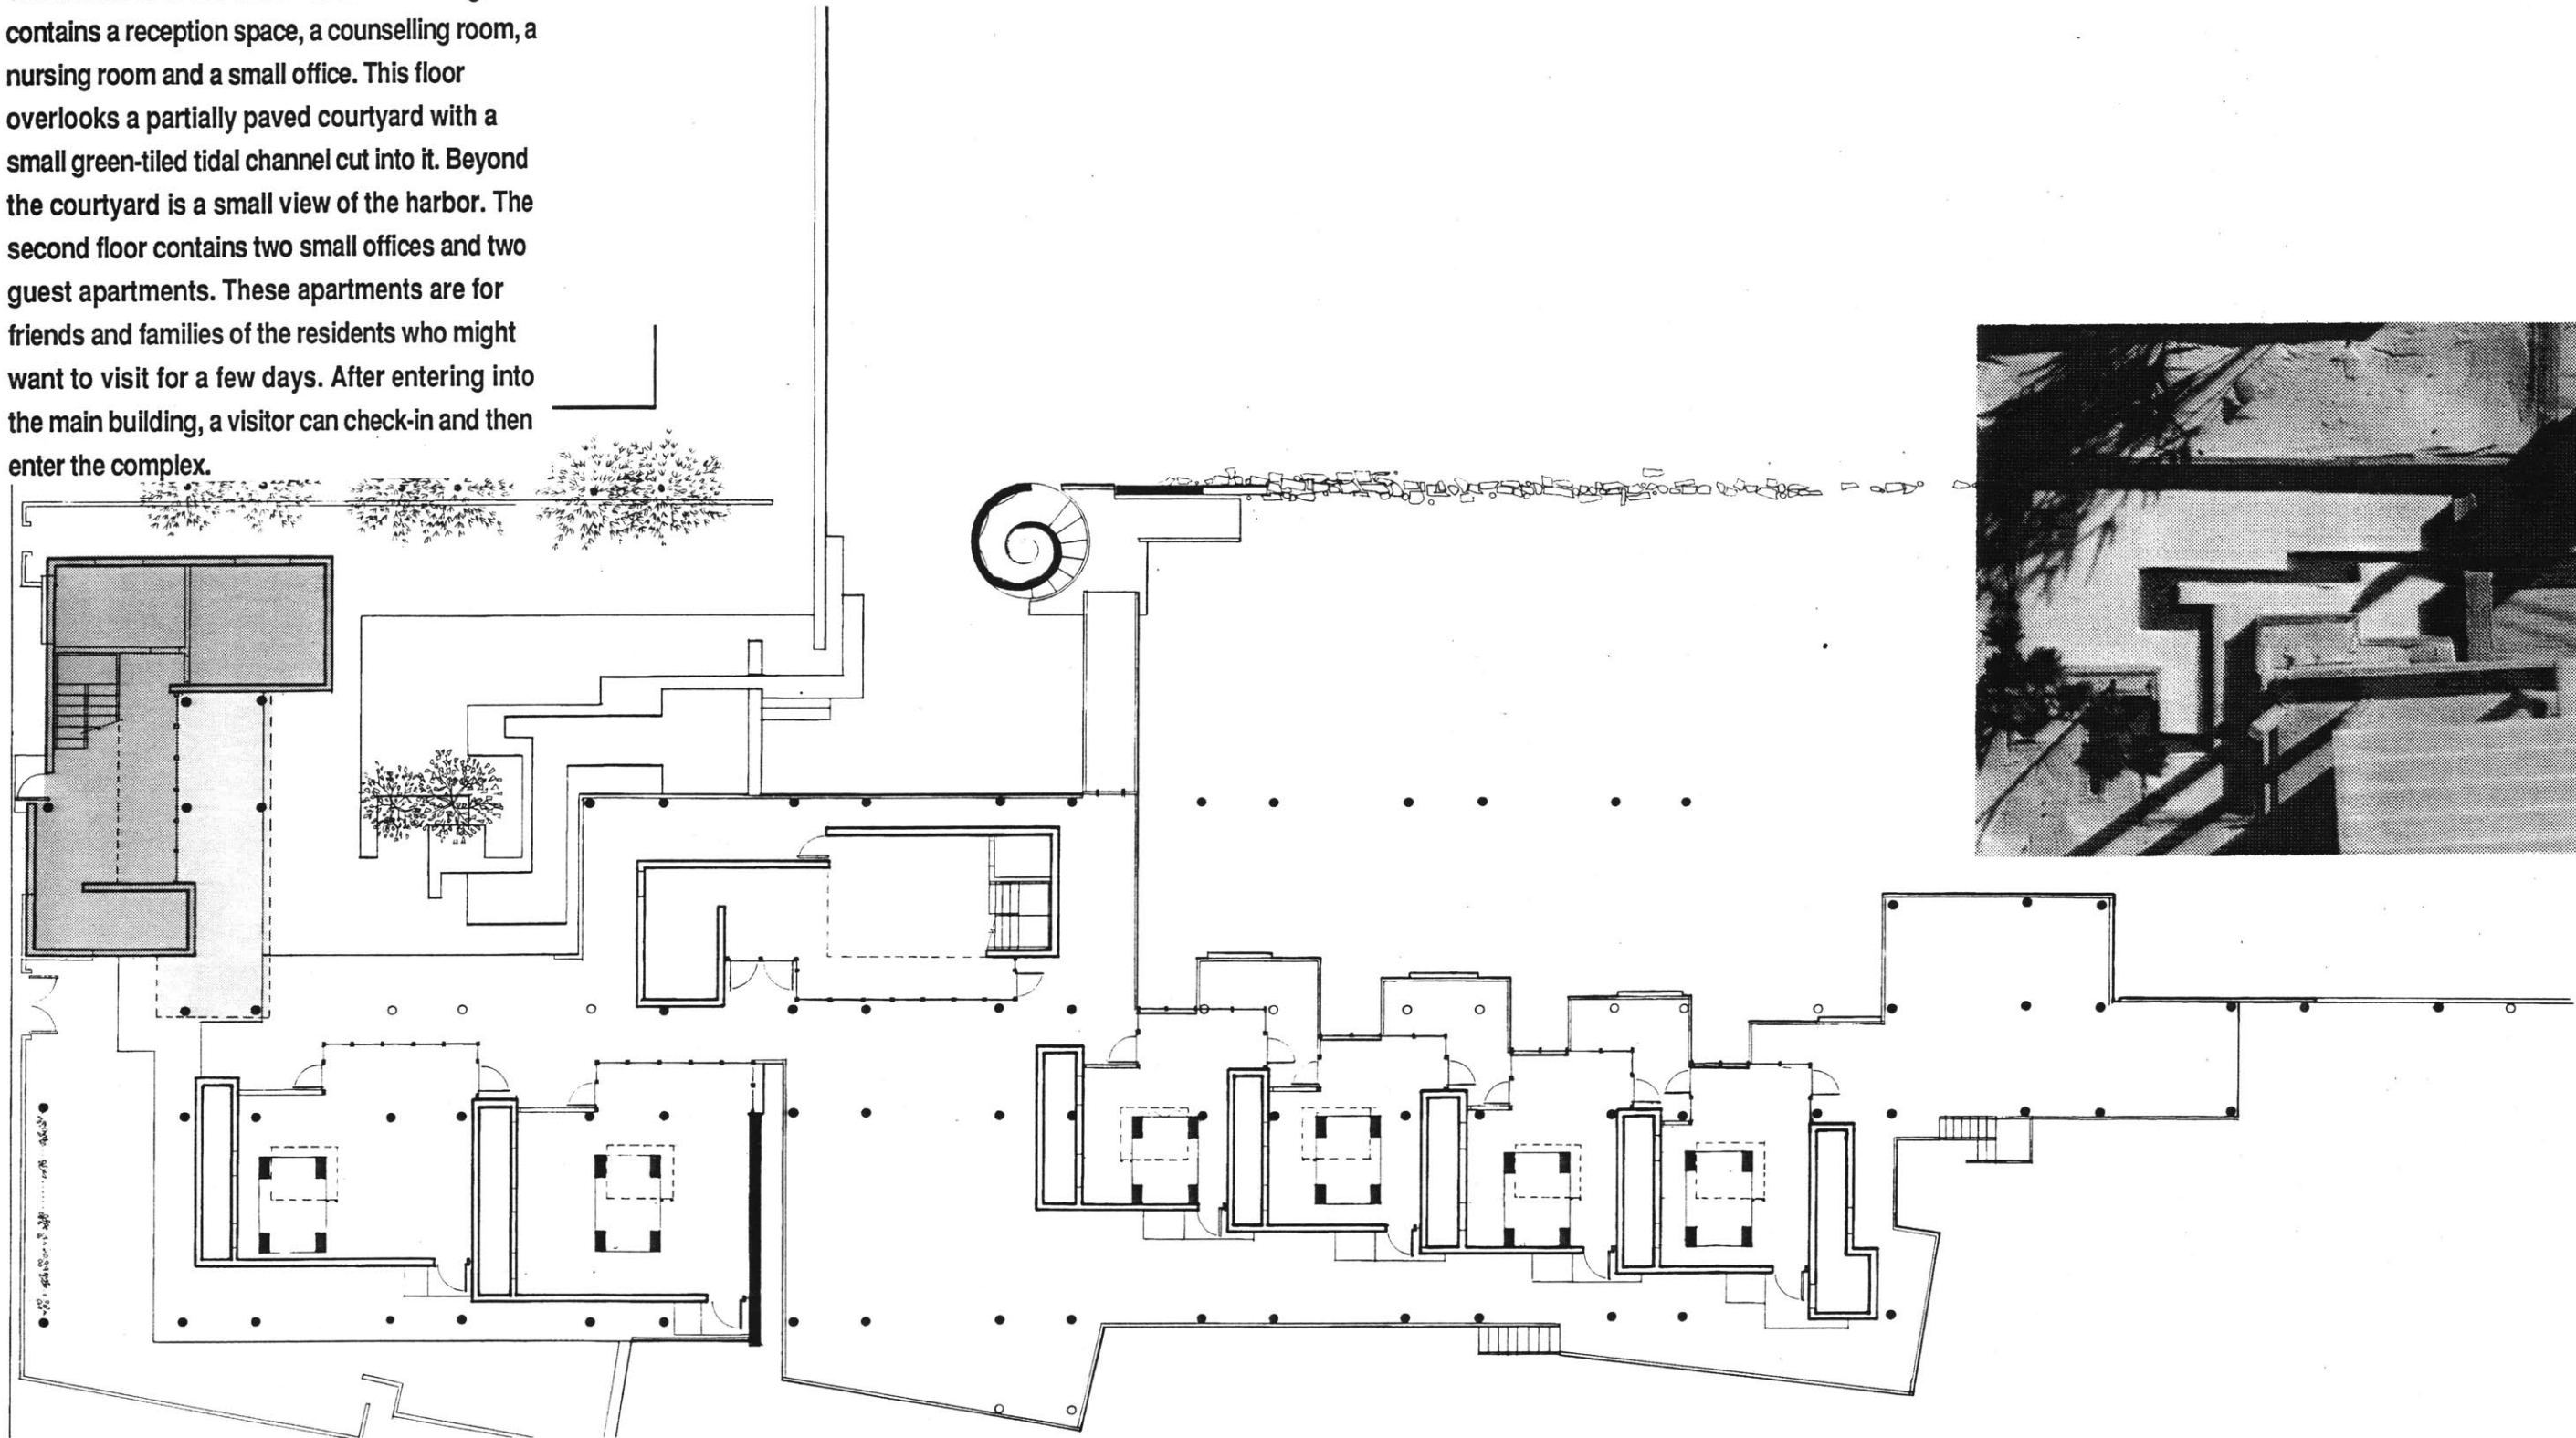 contains a reception space, a counselling room, a
nursing room and a small office. This floor
overlooks a partially paved courtyard with a
small green-tiled tidal channel cut into it. Beyond
the courtyard is a small view of the harbor. The
second floor contains two small offices and two
guest apartments. These apartments are for
friends and families of the residents who might
want to visit for a few days. After entering into
the main building, a visitor can check-in and then
enter the complex.